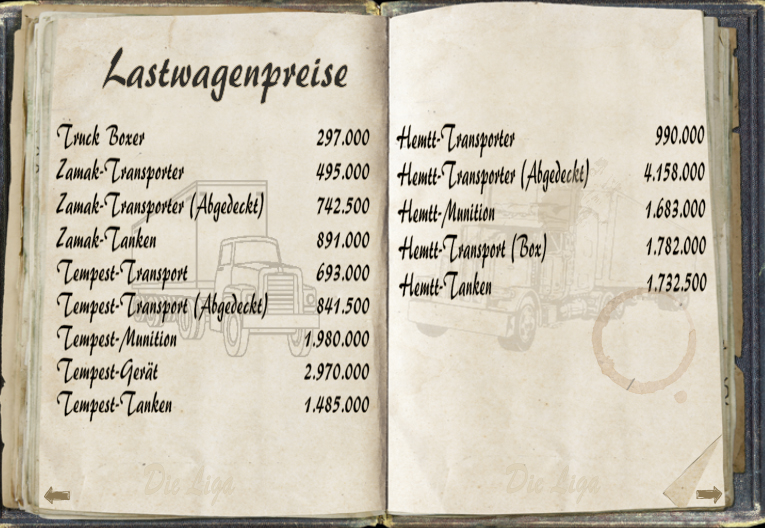 Lastwagenpreise
Truck Boxer 297.000
Zamak-Transporter 495.000
Zamak-Transporter (Abgedeckt) 742.500
Zamak-Tanken 891.000
Tempest-Transport 693.000
Tempest-Transport (Abgedeckt) 841.500
Tempest-Munition 1.980.000
Tempest-Gerät 2.970.000
Tempest-Tanken 1.485.000
Die Liga
Hemtt-Transporter 990.000
Hemtt-Transporter (Abgedeckt) 4.158.000
Hemtt-Munition 1.683.000
Hemtt-Transport (Box) 1.782.000
Hemtt-Tanken 1.732.500
Die Liga